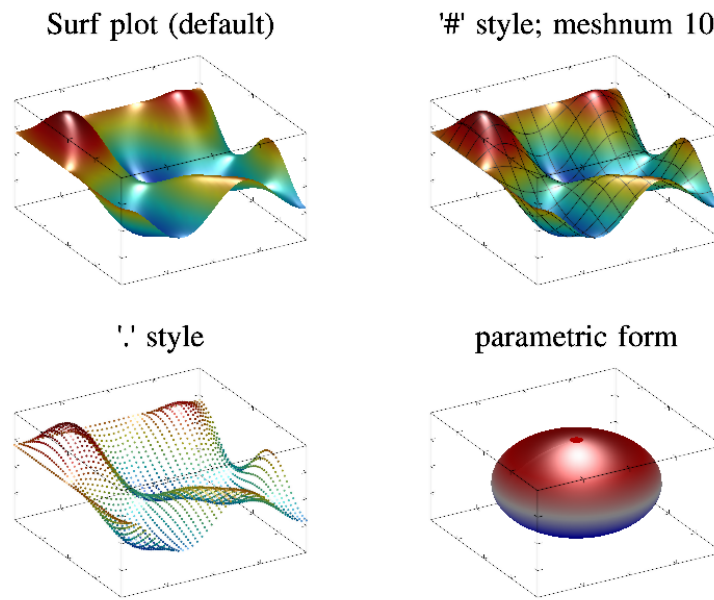 Surf plot (default)
'#' style; meshnum 10
'.' style
parametric form